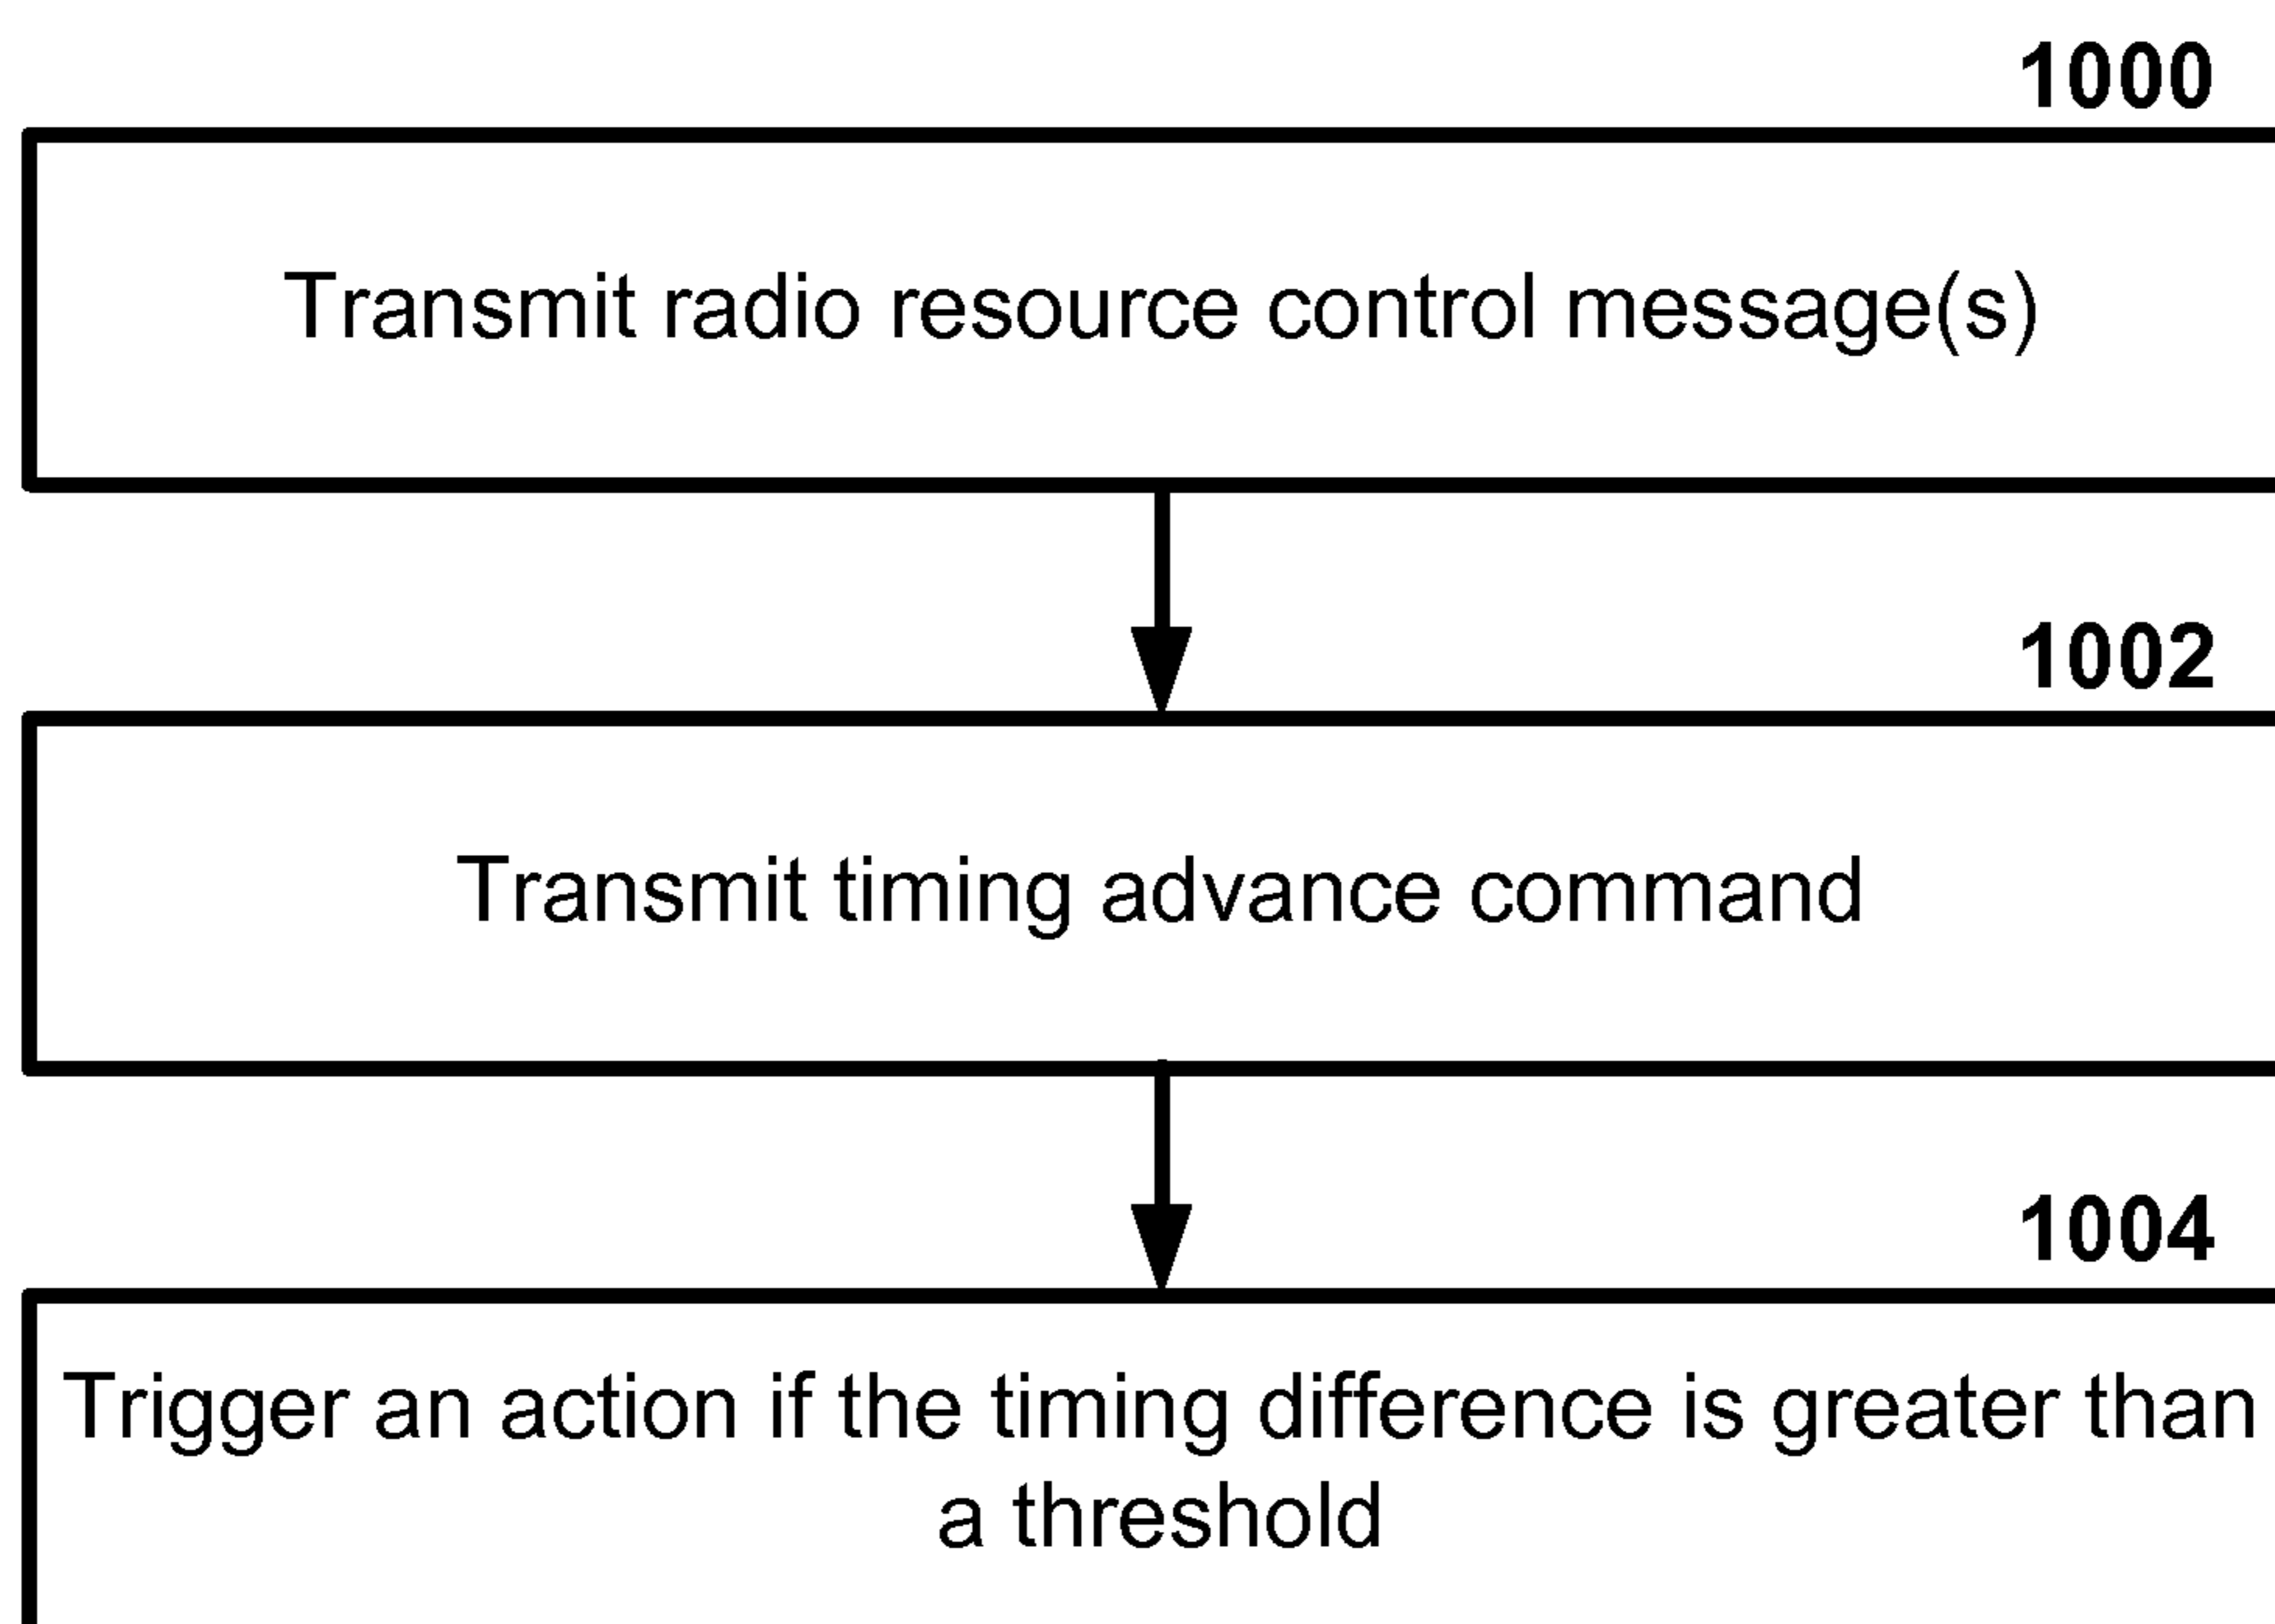 1000
Transmit radio resource control message(s)
1002
Transmit timing advance command
1004
Trigger an action if the timing difference is greater than
a threshold